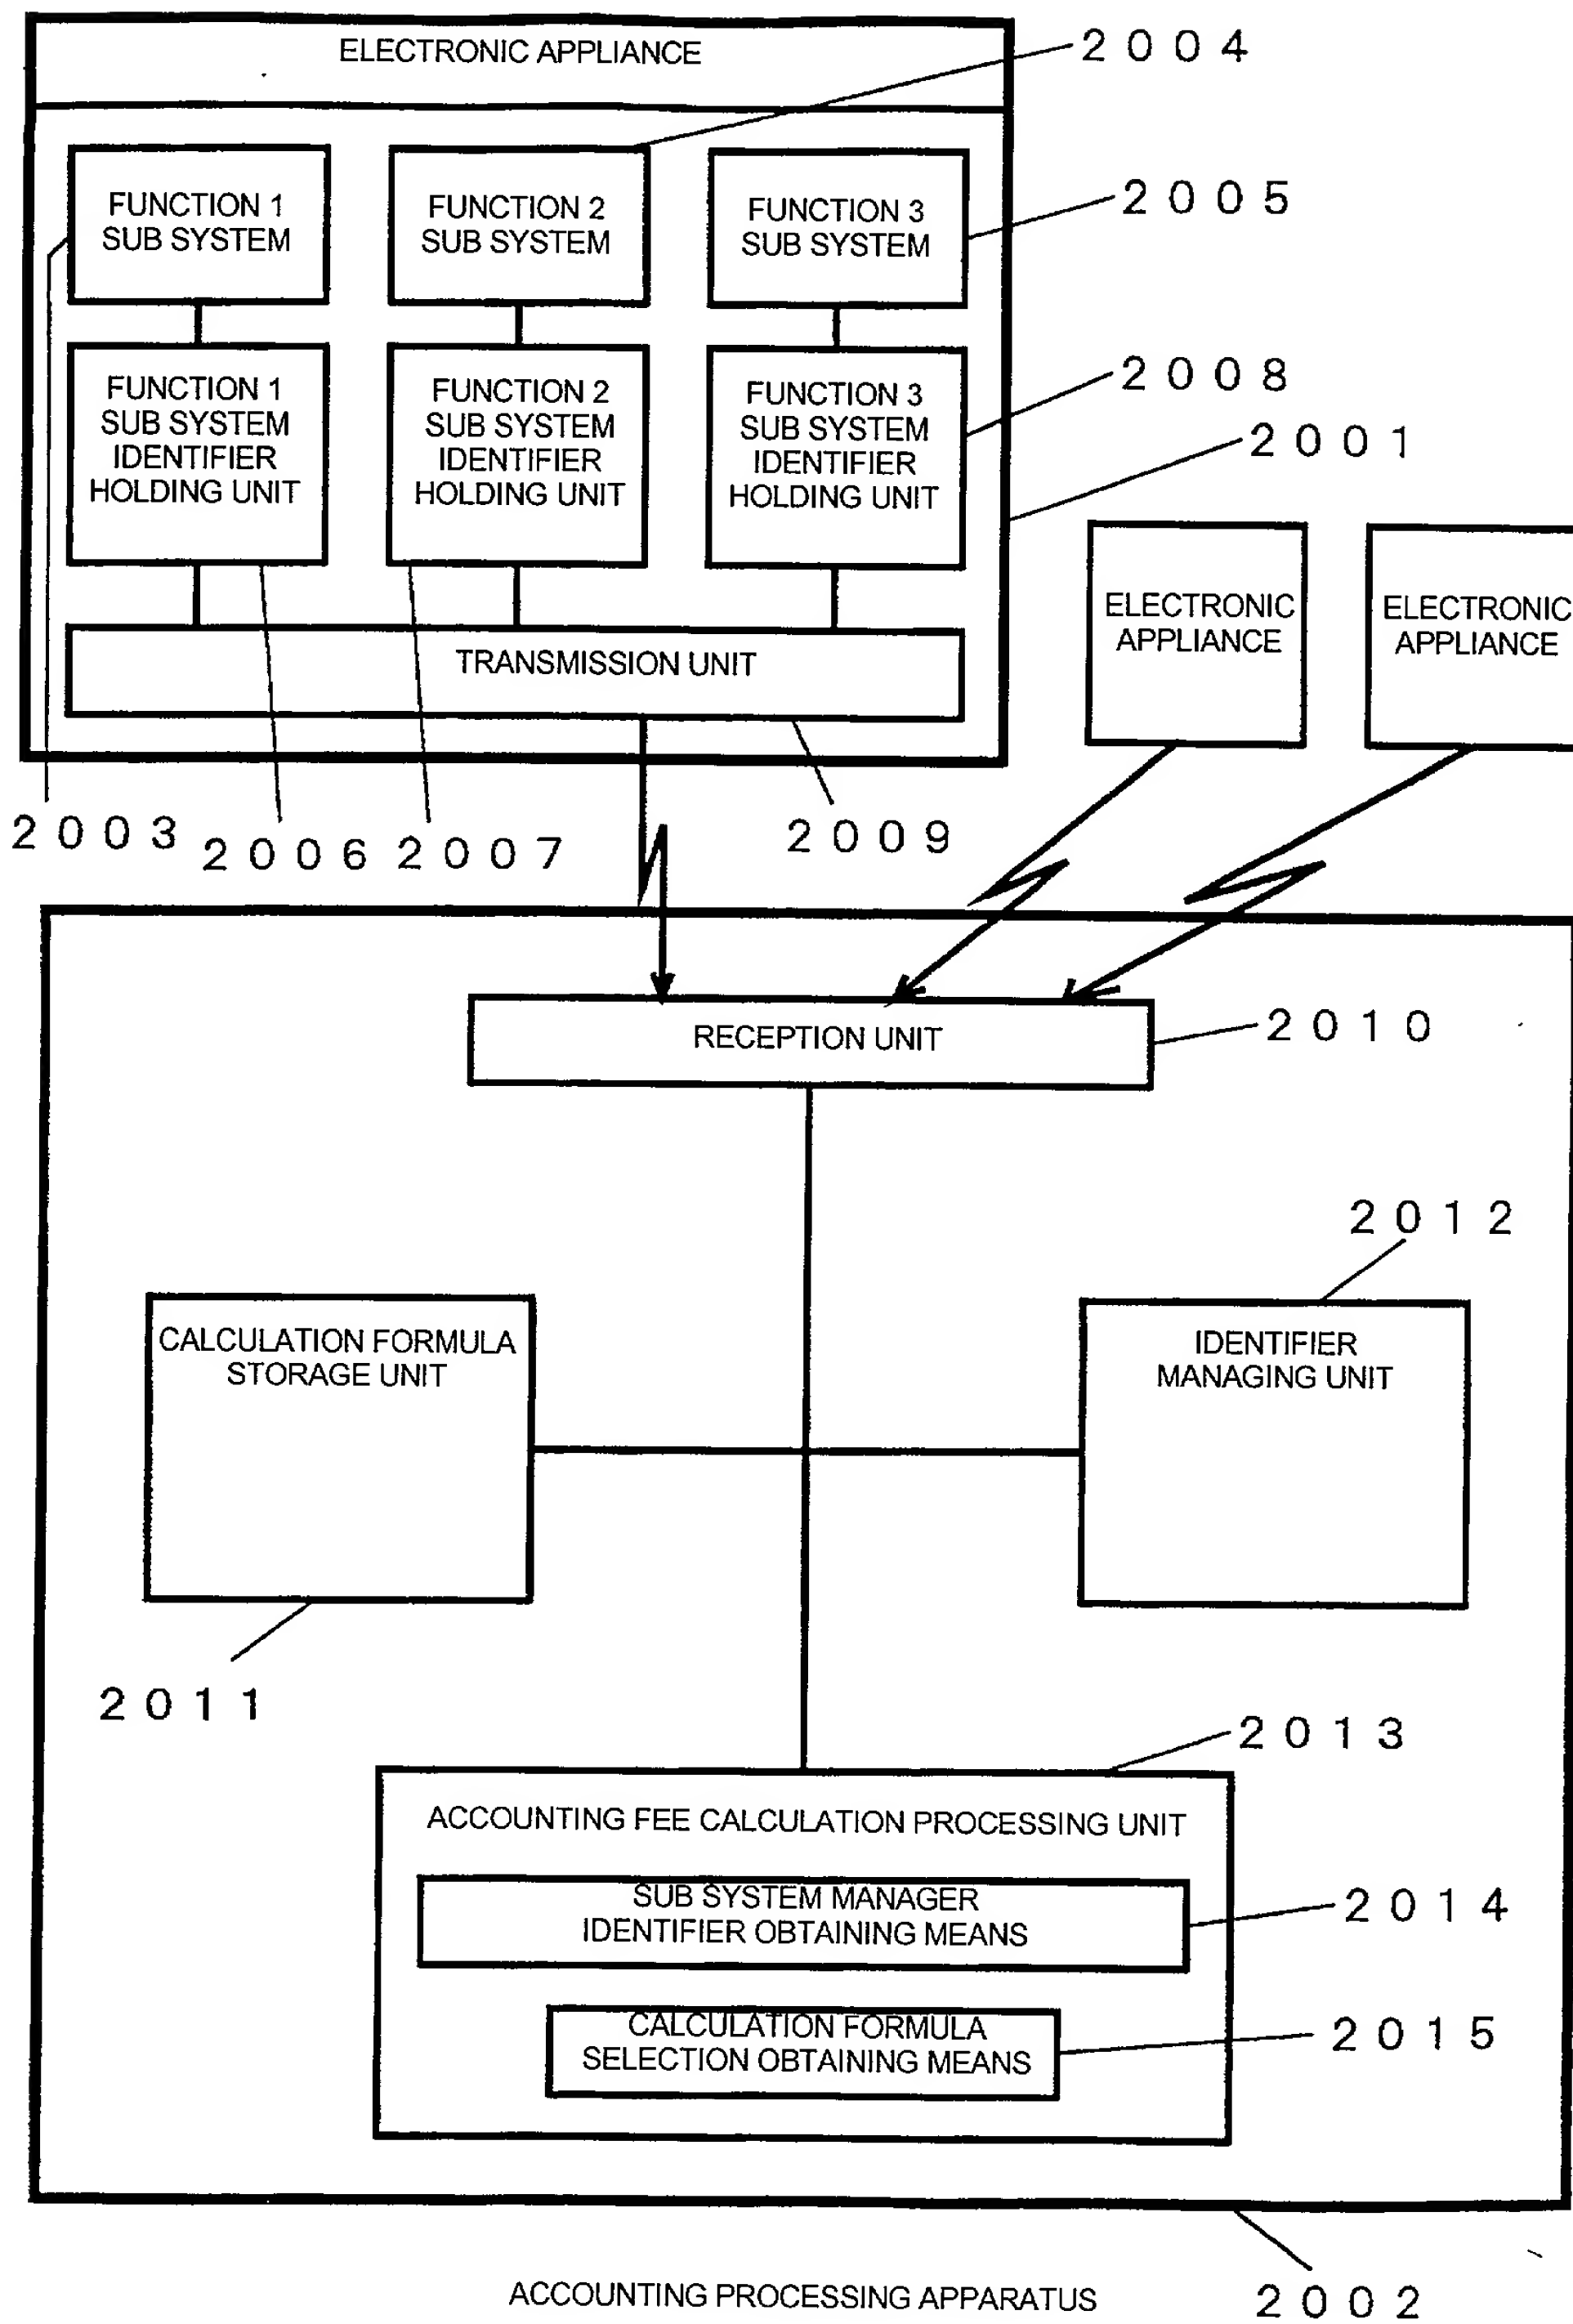 ELECTRONIC APPLIANCE
2004
FUNCTION 1
SUB SYSTEM
FUNCTION 2
SUB SYSTEM
FUNCTION 3
SUB SYSTEM
2005
FUNCTION 1
SUB SYSTEM
IDENTIFIER
HOLDING UNIT
FUNCTION 2
SUB SYSTEM
IDENTIFIER
HOLDING UNIT
FUNCTION 3
SUB SYSTEM
IDENTIFIER
HOLDING UNIT
2008
2001
ELECTRONIC
APPLIANCE
ELECTRONIC
APPLIANCE
TRANSMISSION UNIT
2003
2006
2007
2009
RECEPTION UNIT
2010
2012
CALCULATION FORMULA
STORAGE UNIT
IDENTIFIER
MANAGING UNIT
2011
2013
ACCOUNTING FEE CALCULATION PROCESSING UNIT
SUB SYSTEM MANAGER
IDENTIFIER OBTAINING MEANS
2014
CALCULATION FORMULA
SELECTION OBTAINING MEANS
2015
ACCOUNTING PROCESSING APPARATUS
2002